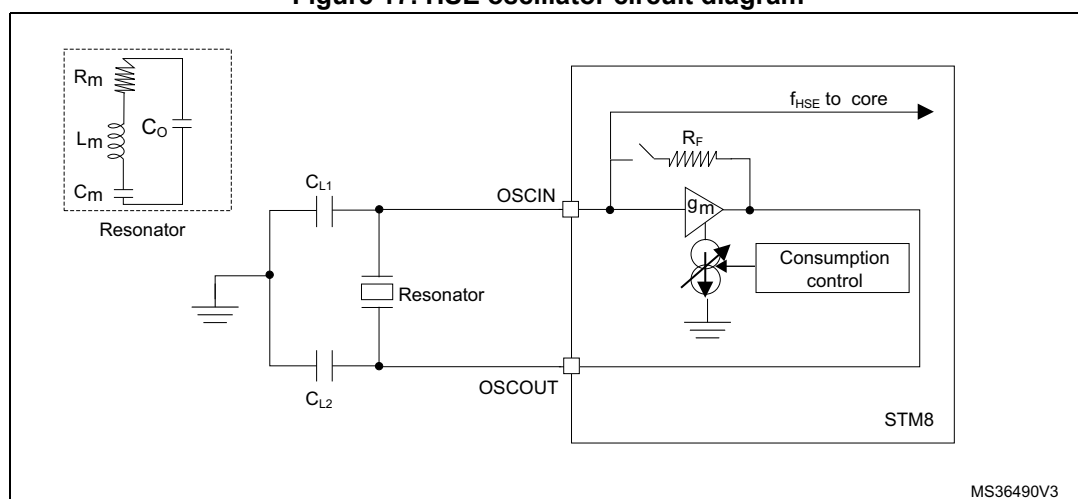 Figure 17. HSE oscillator circuit diagram
Rm
Lm
CO
Cm
Resonator
CL1
CL2
Resonator
OSCIN
OSCOUT
fHSE to core
RF
gm
Consumption
control
STM8
MS36490V3